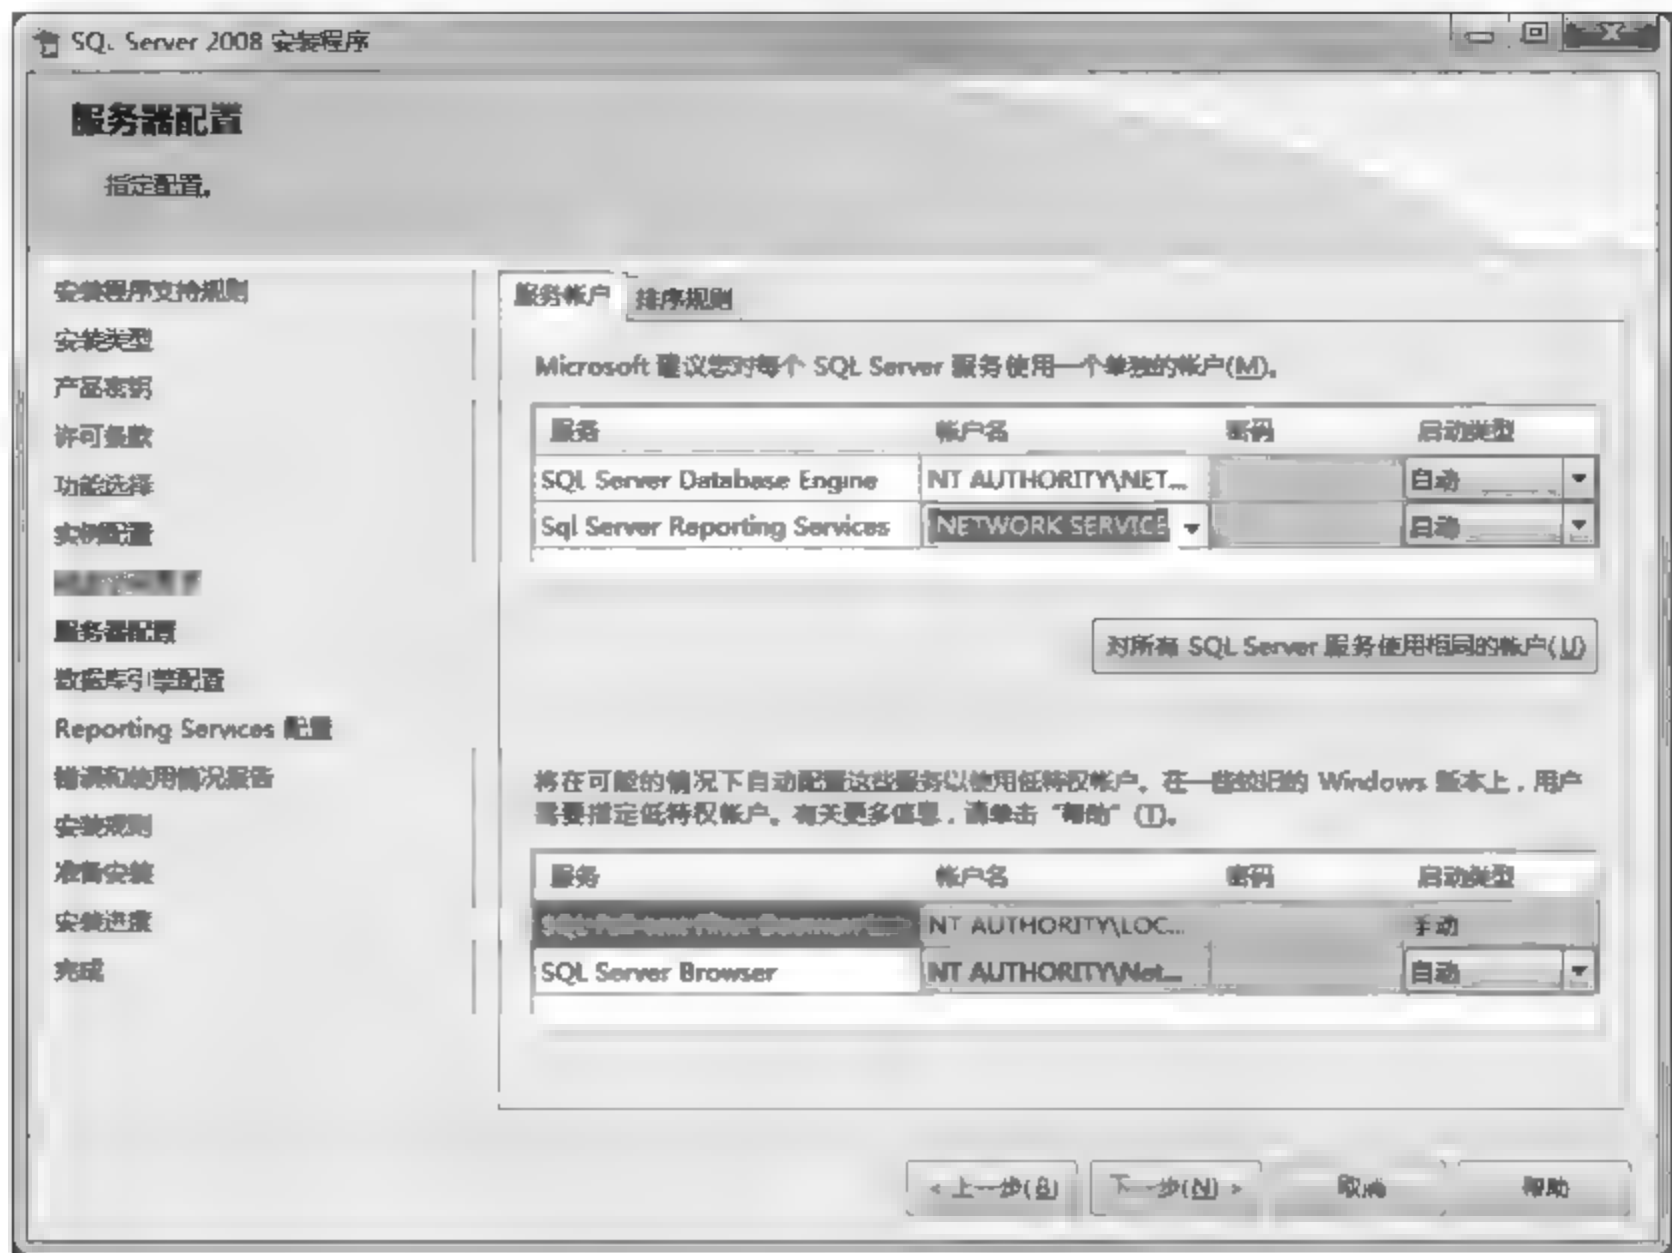 SQL Server 2008 安装程序
服务器配置
指定配置。
安装程序支持规则
安装类型
产品密钥
许可条款
功能选择
实例配置
服务器配置
数据库引擎配置
Reporting Services 配置
错误和使用情况报告
安装规则
准备安装
安装进度
完成
服务帐户 排序规则
Microsoft 建议您对每个 SQL Server 服务使用一个单独的帐户(M)。
服务 帐户名 密码 启动类型
SQL Server Database Engine NT AUTHORITY\NET... 自动
Sql Server Reporting Services NETWORK SERVICE 自动
对所有 SQL Server 服务使用相同的帐户(U)
将在可能的情况下自动配置这些服务以使用低特权帐户。在一些较旧的 Windows 版本上，用户
需要指定低特权帐户。有关更多信息，请单击“帮助”(T)。
服务 帐户名 密码 启动类型
NT AUTHORITY\LOC... 手动
SQL Server Browser NT AUTHORITY\Net... 自动
< 上一步(B) 下一步(N) > 取消 帮助